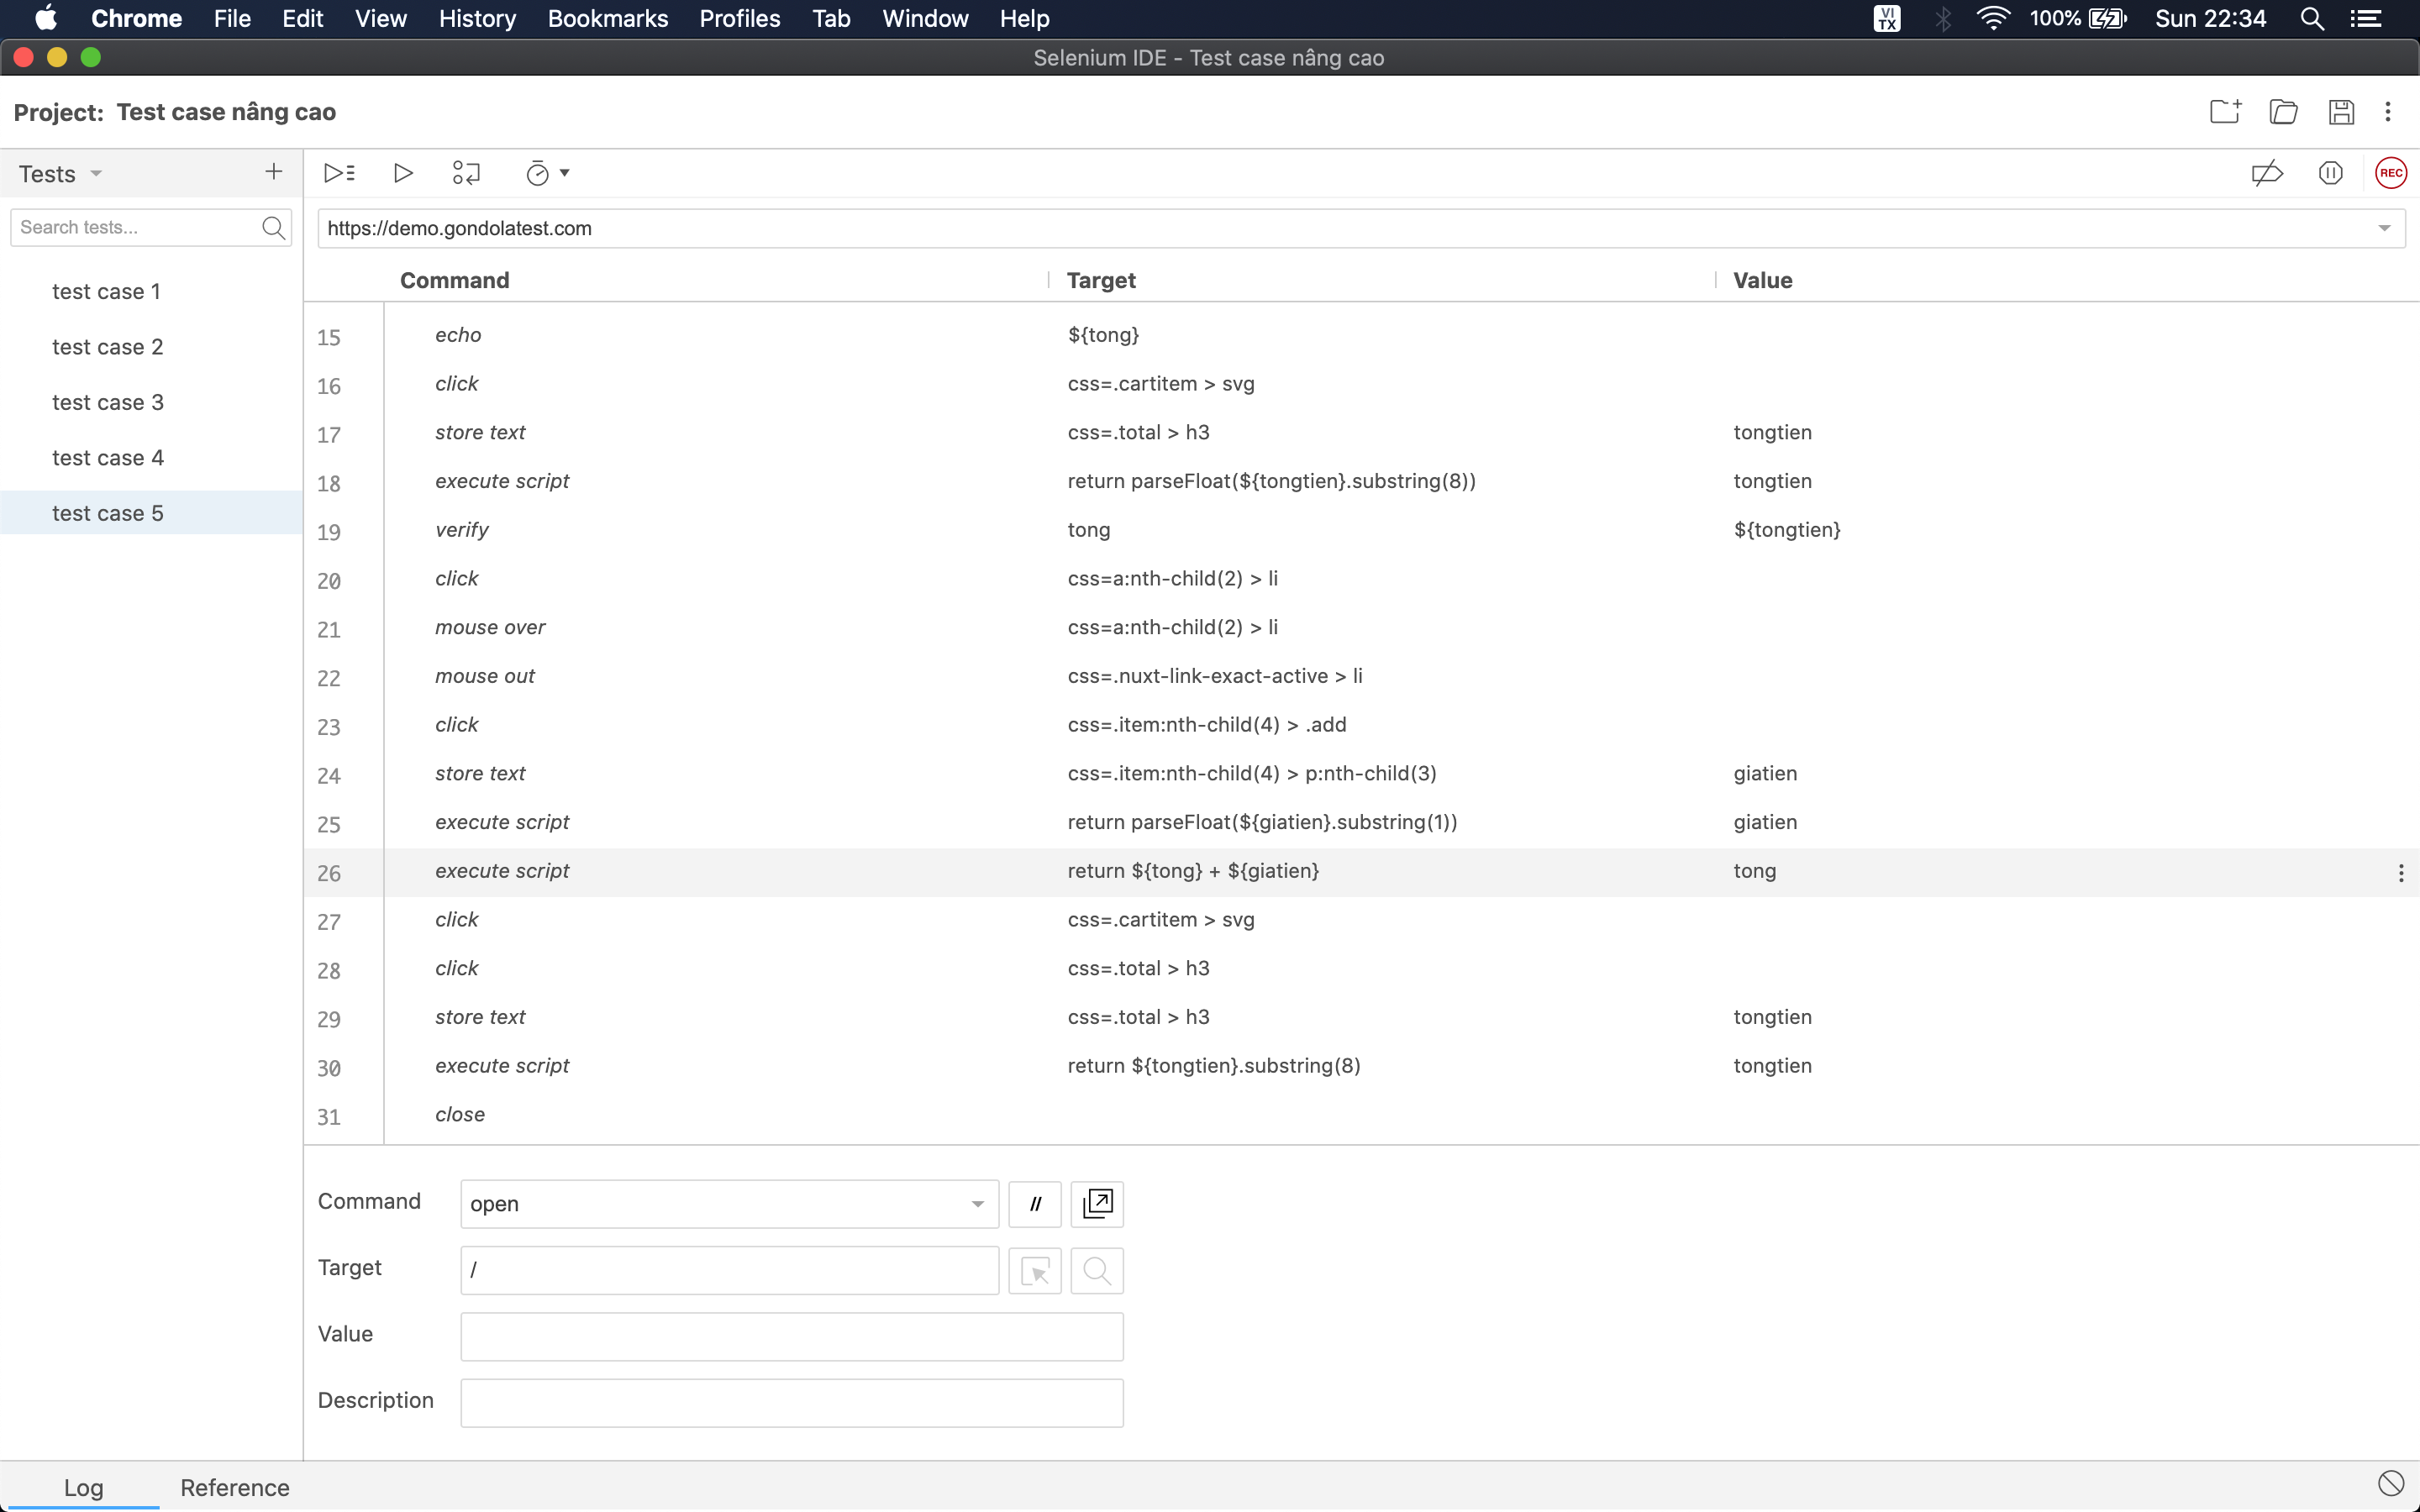 Chrome File Edit View History Bookmarks Profiles Tab Window Help VI TX 100% Sun 22:34
Selenium IDE - Test case nâng cao
Project: Test case nâng cao
Tests
REC
Search tests...
https://demo.gondolatest.com
Command Target Value
test case 1
test case 2
test case 3
test case 4
test case 5
15 echo ${tong}
16 click css=.cartitem > svg
17 store text css=.total > h3 tongtien
18 execute script return parseFloat(${tongtien}.substring(8)) tongtien
19 verify tong ${tongtien}
20 click css=a:nth-child(2) > li
21 mouse over css=a:nth-child(2) > li
22 mouse out css=.nuxt-link-exact-active > li
23 click css=.item:nth-child(4) > .add
24 store text css=.item:nth-child(4) > p:nth-child(3) giatien
25 execute script return parseFloat(${giatien}.substring(1)) giatien
26 execute script return ${tong} + ${giatien} tong
27 click css=.cartitem > svg
28 click css=.total > h3
29 store text css=.total > h3 tongtien
30 execute script return ${tongtien}.substring(8) tongtien
31 close
Command open //
Target /
Value
Description
Log Reference